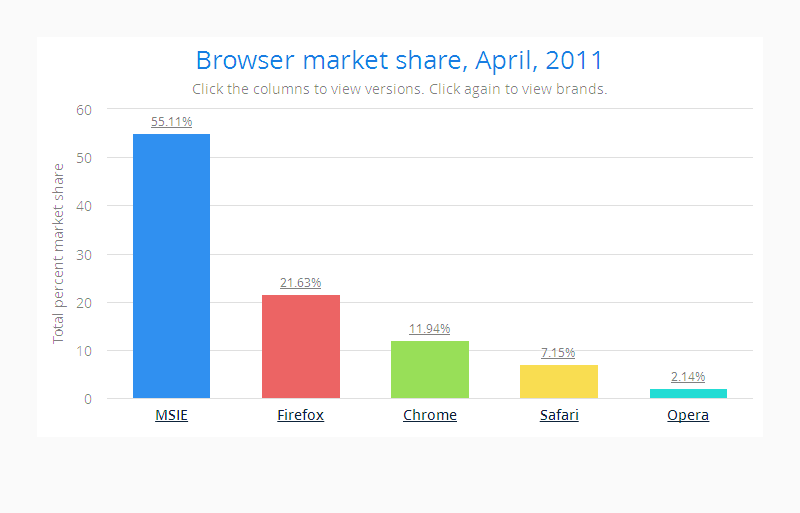 Browser market share, April, 2011
Click the columns to view versions. Click again to view brands.
Total percent market share
60
50
40
30
20
10
0
55.11%
21.63%
11.94%
7.15%
2.14%
MSIE
Firefox
Chrome
Safari
Opera